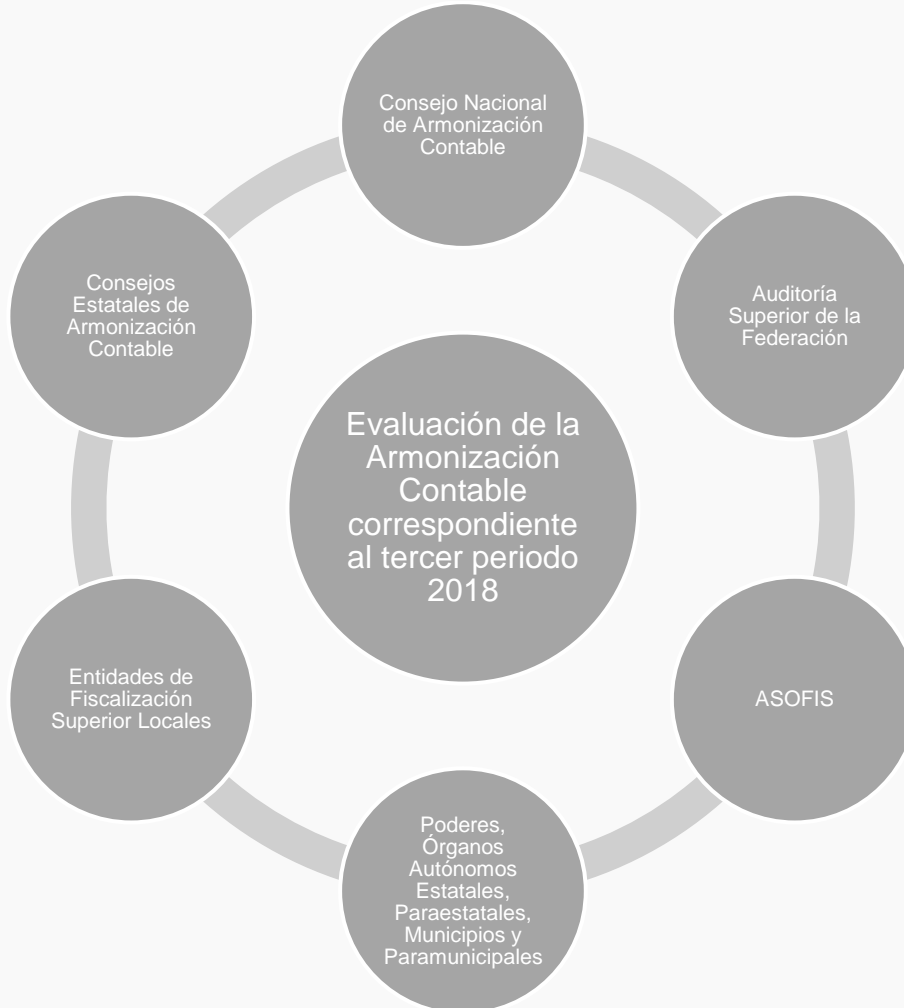 Consejo Nacional
de Armonización
Contable
Consejos
Estatales de
Armonización
Contable
Auditoría
Superior de la
Federación
Evaluación de la
Armonización
Contable
correspondiente
al tercer periodo
2018
Entidades de
Fiscalización
Superior Locales
ASOFIS
Poderes,
Órganos
Autónomos
Estatales,
Paraestatales,
Municipios y
Paramunicipales